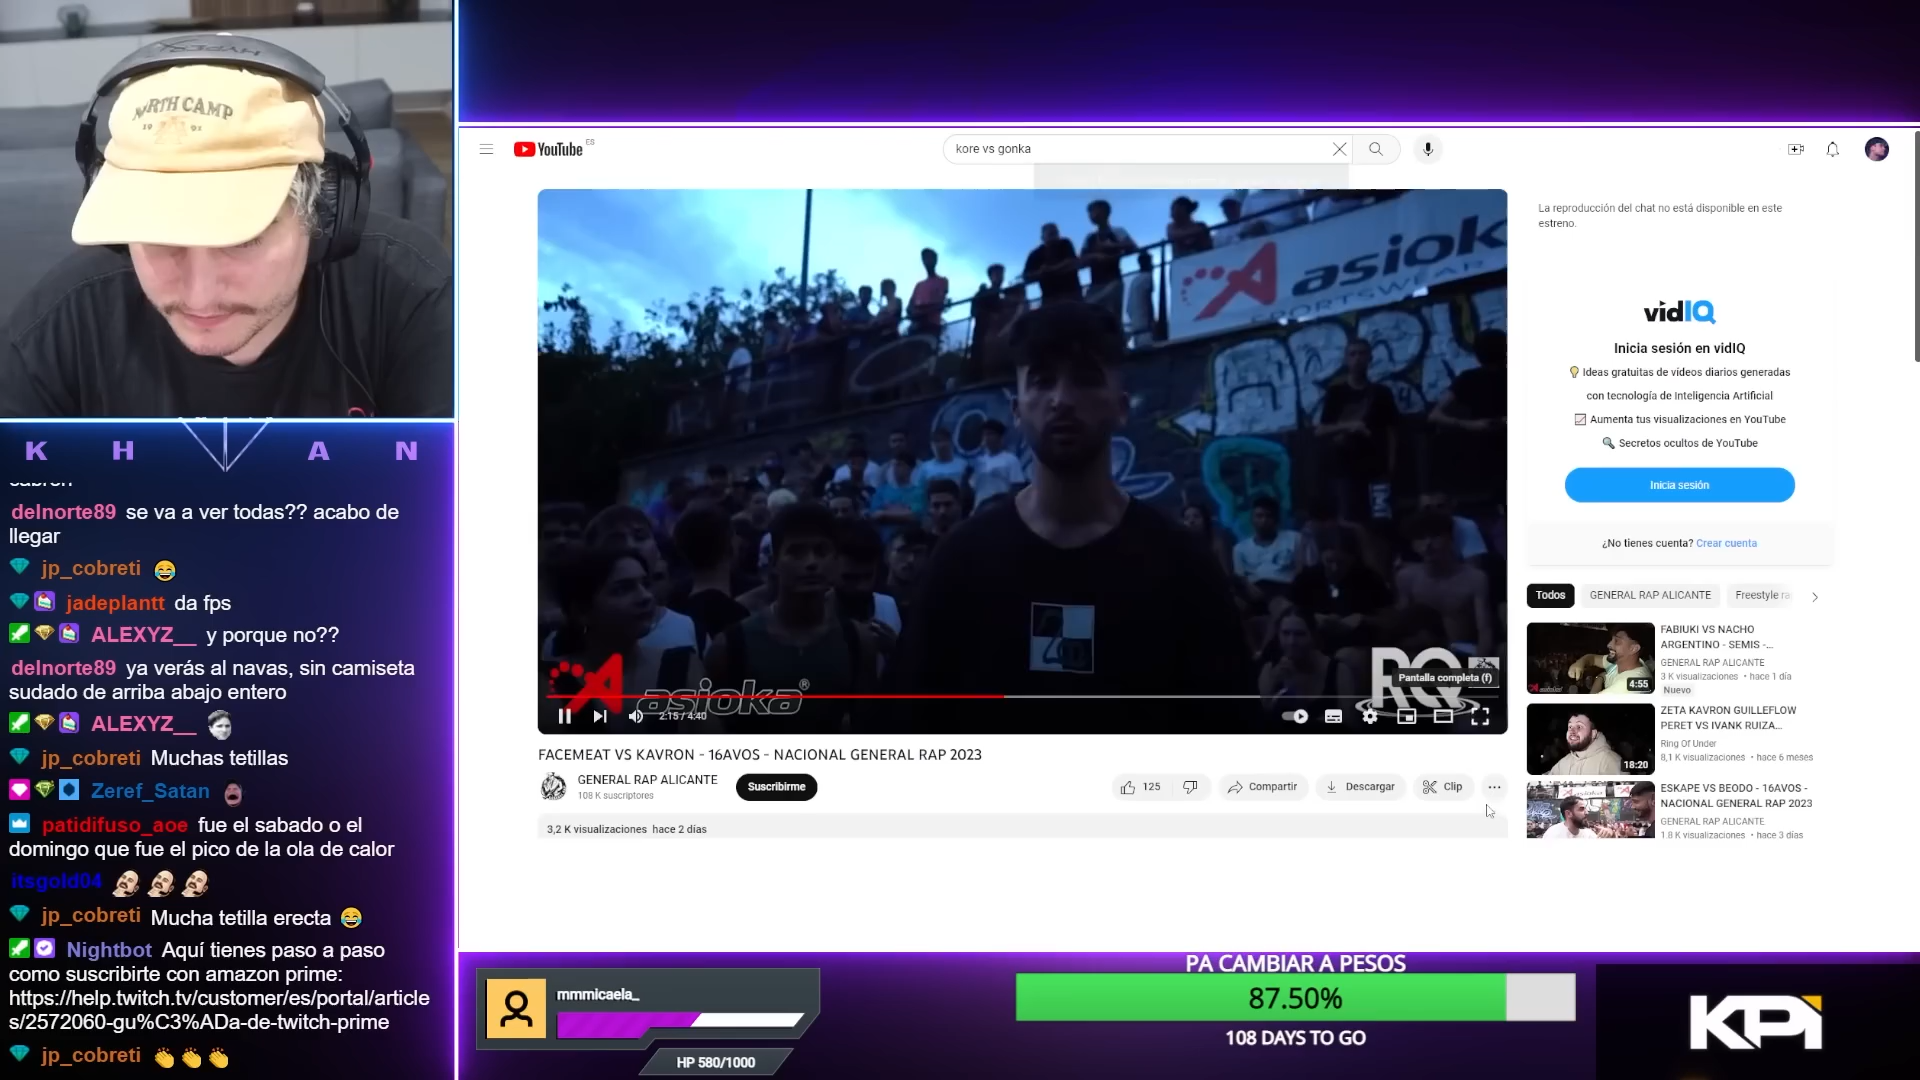 NORTH CAMP
K H A N
delnorte89 se va a ver todas?? acabo de
llegar
jp_cobreti
jadeplantt da fps
ALEXYZ__ y porque no??
delnorte89 ya verás al navas, sin camiseta
sudado de arriba abajo entero
ALEXYZ__
jp_cobreti Muchas tetillas
Zeref_Satan
patidifuso_aoe fue el sabado o el
domingo que fue el pico de la ola de calor
itsgold04
jp_cobreti Mucha tetilla erecta
Nightbot Aquí tienes paso a paso
como suscribirte con amazon prime:
https://help.twitch.tv/customer/es/portal/article
s/2572060-gu%C3%ADa-de-twitch-prime
jp_cobreti
YouTube ES
kore vs gonka
asioka
SPORTSWEAR
asioka®
RQ
Pantalla completa (f)
2:15 / 4:40
FACEMEAT VS KAVRON - 16AVOS - NACIONAL GENERAL RAP 2023
GENERAL RAP ALICANTE
108 K suscriptores
Suscribirme
125
Compartir
Descargar
Clip
3,2 K visualizaciones hace 2 días
La reproducción del chat no está disponible en este
estreno.
vidIQ
Inicia sesión en vidIQ
Ideas gratuitas de vídeos diarios generadas
con tecnología de Inteligencia Artificial
Aumenta tus visualizaciones en YouTube
Secretos ocultos de YouTube
Inicia sesión
¿No tienes cuenta? Crear cuenta
Todos
GENERAL RAP ALICANTE
Freestyle ra
FABIUKI VS NACHO
ARGENTINO - SEMIS -...
GENERAL RAP ALICANTE
3 K visualizaciones • hace 1 día
Nuevo
4:55
ZETA KAVRON GUILLEFLOW
PERET VS IVANK RUIZA...
Ring Of Under
8,1 K visualizaciones • hace 6 meses
18:20
ESKAPE VS BEODO - 16AVOS -
NACIONAL GENERAL RAP 2023
GENERAL RAP ALICANTE
1,8 K visualizaciones • hace 3 días
mmmicaela_
HP 580/1000
PA CAMBIAR A PESOS
87.50%
108 DAYS TO GO
KPI